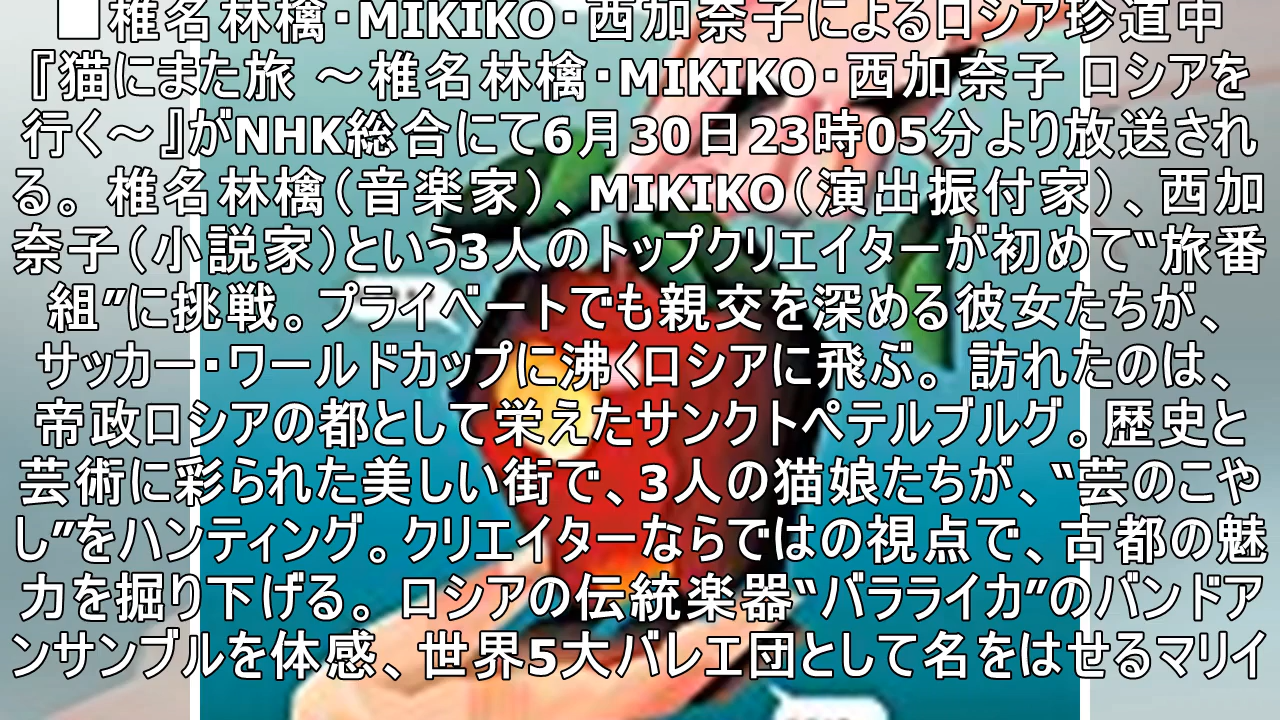 ■椎名林檎・MIKIKO・西加奈子によるロシア珍道中
『猫にまた旅 ～椎名林檎・MIKIKO・西加奈子 ロシアを
行く～』がNHK総合にて6月30日23時05分より放送され
る。椎名林檎（音楽家）、MIKIKO（演出振付家）、西加
奈子（小説家）という3人のトップクリエイターが初めて“旅番
組”に挑戦。プライベートでも親交を深める彼女たちが、
サッカー・ワールドカップに沸くロシアに飛ぶ。訪れたのは、
帝政ロシアの都として栄えたサンクトペテルブルグ。歴史と
芸術に彩られた美しい街で、3人の猫娘たちが、“芸のこや
し”をハンティング。クリエイターならではの視点で、古都の魅
力を掘り下げる。ロシアの伝統楽器“バラライカ”のバンドア
ンサンブルを体感、世界5大バレエ団として名をはせるマリイ